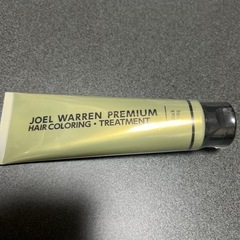 JOEL WARREN PREMIUM
HAIR COLORING • TREATMENT